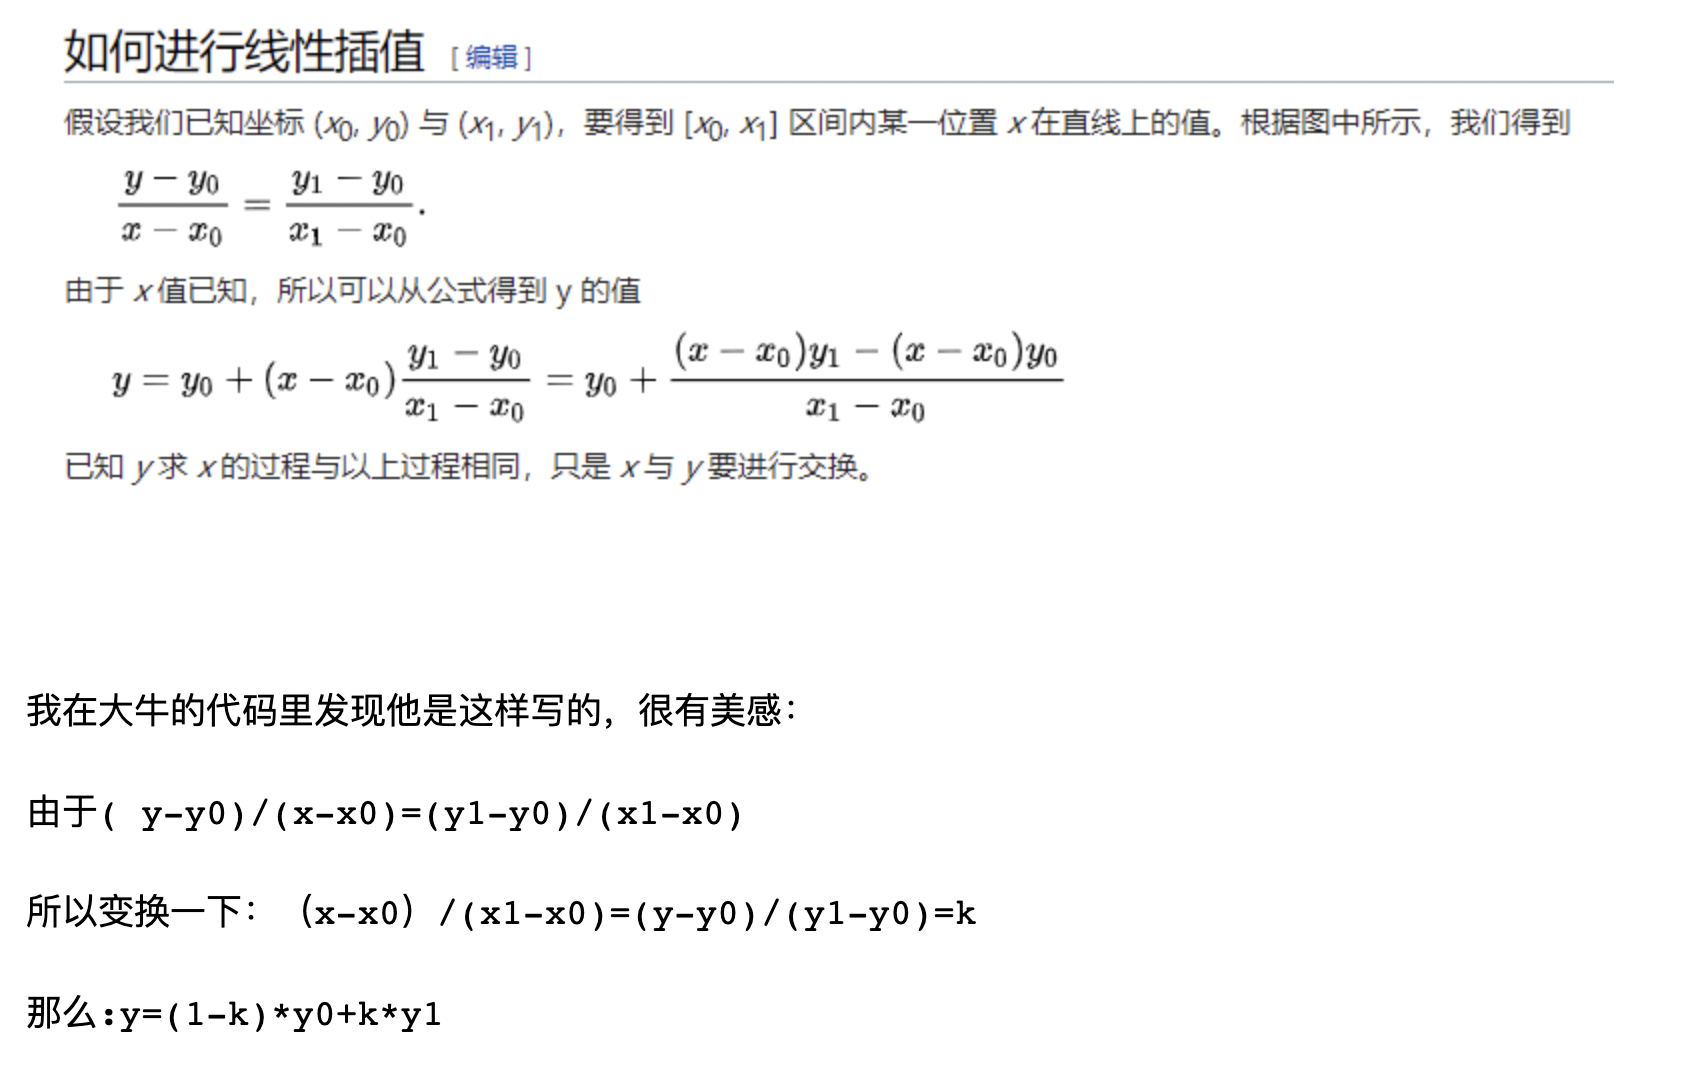 如何进行线性插值 [编辑]
假设我们已知坐标 (x₀, y₀) 与 (x₁, y₁)，要得到 [x₀, x₁] 区间内某一位置 x 在直线上的值。根据图中所示，我们得到
\frac{y - y_0}{x - x_0} = \frac{y_1 - y_0}{x_1 - x_0}.
由于 x 值已知，所以可以从公式得到 y 的值
y = y_0 + (x - x_0)\frac{y_1 - y_0}{x_1 - x_0} = y_0 + \frac{(x - x_0)y_1 - (x - x_0)y_0}{x_1 - x_0}
已知 y 求 x 的过程与以上过程相同，只是 x 与 y 要进行交换。
我在大牛的代码里发现他是这样写的，很有美感：
由于( y-y0)/(x-x0)=(y1-y0)/(x1-x0)
所以变换一下：（x-x0）/(x1-x0)=(y-y0)/(y1-y0)=k
那么:y=(1-k)*y0+k*y1